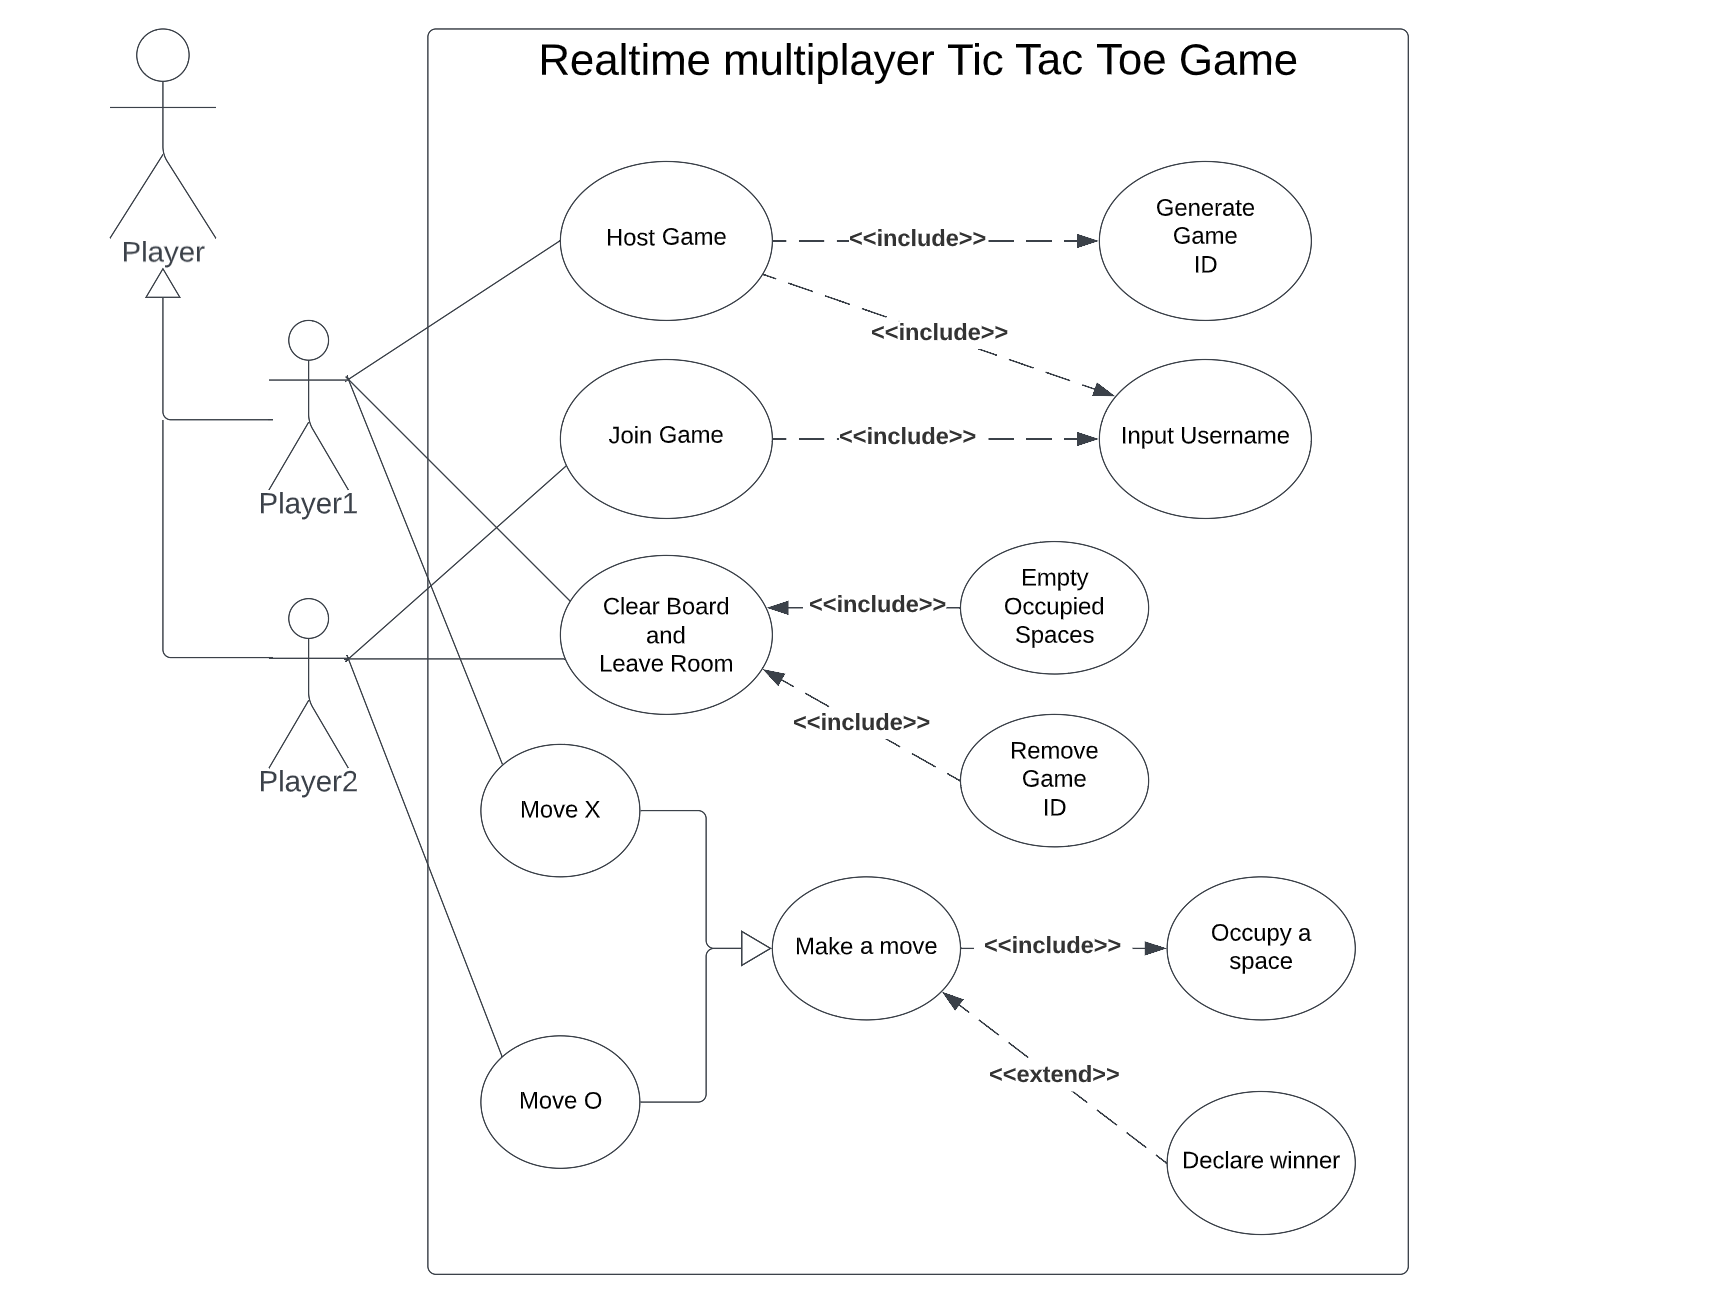 Realtime multiplayer Tic Tac Toe Game
Player
Host Game
<<include>>
Generate
Game
ID
<<include>>
Player1
Join Game
<<include>>
Input Username
Clear Board
and
Leave Room
<<include>>
Empty
Occupied
Spaces
<<include>>
Remove
Game
ID
Player2
Move X
Make a move
<<include>>
Occupy a
space
<<extend>>
Move O
Declare winner